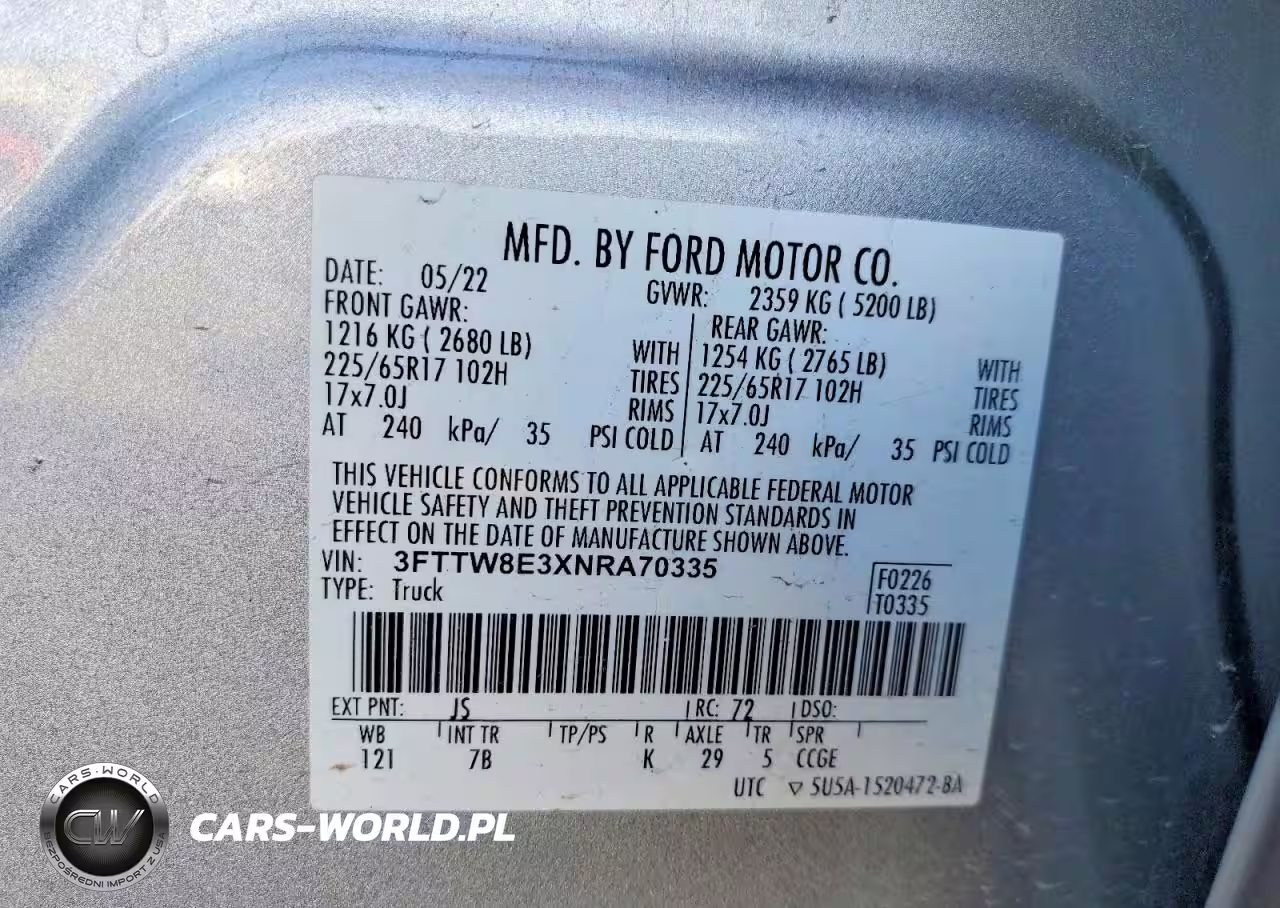 MFD. BY FORD MOTOR CO.
DATE: 05/22
GVWR: 2359 KG ( 5200 LB)
FRONT GAWR:
1216 KG ( 2680 LB) WITH
225/65R17 102H TIRES
17x7.0J RIMS
AT 240 kPa/ 35 PSI COLD
REAR GAWR:
1254 KG ( 2765 LB) WITH
225/65R17 102H TIRES
17x7.0J RIMS
AT 240 kPa/ 35 PSI COLD
THIS VEHICLE CONFORMS TO ALL APPLICABLE FEDERAL MOTOR
VEHICLE SAFETY AND THEFT PREVENTION STANDARDS IN
EFFECT ON THE DATE OF MANUFACTURE SHOWN ABOVE.
VIN: 3FTTW8E3XNRA70335
TYPE: Truck
F0226
T0335
EXT PNT: JS RC: 72 DSO:
WB INT TR TP/PS R AXLE TR SPR
121 7B K 29 5 CCGE
UTC ▽ 5U5A-1520472-BA
CARS-WORLD
CW
BEZPOŚREDNI IMPORT Z USA
CARS-WORLD.PL